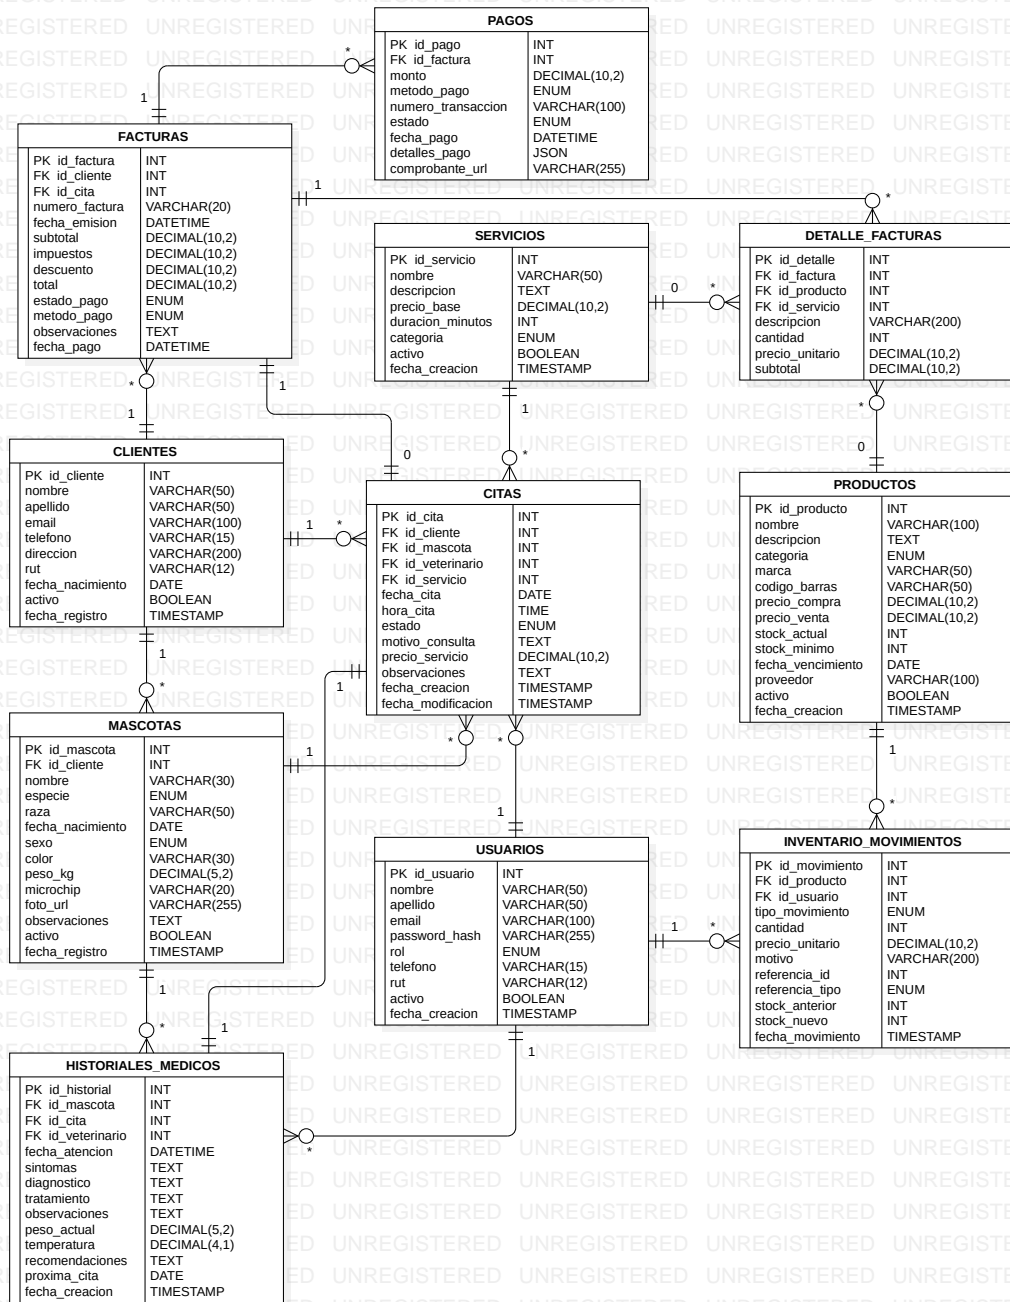 PAGOS
PK id_pago INT
FK id_factura INT
monto DECIMAL(10,2)
metodo_pago ENUM
numero_transaccion VARCHAR(100)
estado ENUM
fecha_pago DATETIME
detalles_pago JSON
comprobante_url VARCHAR(255)
*
1
FACTURAS
PK id_factura INT
FK id_cliente INT
FK id_cita INT
numero_factura VARCHAR(20)
fecha_emision DATETIME
subtotal DECIMAL(10,2)
impuestos DECIMAL(10,2)
descuento DECIMAL(10,2)
total DECIMAL(10,2)
estado_pago ENUM
metodo_pago ENUM
observaciones TEXT
fecha_pago DATETIME
1
*
SERVICIOS
PK id_servicio INT
nombre VARCHAR(50)
descripcion TEXT
precio_base DECIMAL(10,2)
duracion_minutos INT
categoria ENUM
activo BOOLEAN
fecha_creacion TIMESTAMP
0
*
DETALLE_FACTURAS
PK id_detalle INT
FK id_factura INT
FK id_producto INT
FK id_servicio INT
descripcion VARCHAR(200)
cantidad INT
precio_unitario DECIMAL(10,2)
subtotal DECIMAL(10,2)
*
1
1
0
1
*
*
0
CLIENTES
PK id_cliente INT
nombre VARCHAR(50)
apellido VARCHAR(50)
email VARCHAR(100)
telefono VARCHAR(15)
direccion VARCHAR(200)
rut VARCHAR(12)
fecha_nacimiento DATE
activo BOOLEAN
fecha_registro TIMESTAMP
1
*
CITAS
PK id_cita INT
FK id_cliente INT
FK id_mascota INT
FK id_veterinario INT
FK id_servicio INT
fecha_cita DATE
hora_cita TIME
estado ENUM
motivo_consulta TEXT
precio_servicio DECIMAL(10,2)
observaciones TEXT
fecha_creacion TIMESTAMP
fecha_modificacion TIMESTAMP
PRODUCTOS
PK id_producto INT
nombre VARCHAR(100)
descripcion TEXT
categoria ENUM
marca VARCHAR(50)
codigo_barras VARCHAR(50)
precio_compra DECIMAL(10,2)
precio_venta DECIMAL(10,2)
stock_actual INT
stock_minimo INT
fecha_vencimiento DATE
proveedor VARCHAR(100)
activo BOOLEAN
fecha_creacion TIMESTAMP
1
*
1
MASCOTAS
PK id_mascota INT
FK id_cliente INT
nombre VARCHAR(30)
especie ENUM
raza VARCHAR(50)
fecha_nacimiento DATE
sexo ENUM
color VARCHAR(30)
peso_kg DECIMAL(5,2)
microchip VARCHAR(20)
foto_url VARCHAR(255)
observaciones TEXT
activo BOOLEAN
fecha_registro TIMESTAMP
1
*
*
1
1
*
USUARIOS
PK id_usuario INT
nombre VARCHAR(50)
apellido VARCHAR(50)
email VARCHAR(100)
password_hash VARCHAR(255)
rol ENUM
telefono VARCHAR(15)
rut VARCHAR(12)
activo BOOLEAN
fecha_creacion TIMESTAMP
1
*
INVENTARIO_MOVIMIENTOS
PK id_movimiento INT
FK id_producto INT
FK id_usuario INT
tipo_movimiento ENUM
cantidad INT
precio_unitario DECIMAL(10,2)
motivo VARCHAR(200)
referencia_id INT
referencia_tipo ENUM
stock_anterior INT
stock_nuevo INT
fecha_movimiento TIMESTAMP
1
*
1
1
*
HISTORIALES_MEDICOS
PK id_historial INT
FK id_mascota INT
FK id_cita INT
FK id_veterinario INT
fecha_atencion DATETIME
sintomas TEXT
diagnostico TEXT
tratamiento TEXT
observaciones TEXT
peso_actual DECIMAL(5,2)
temperatura DECIMAL(4,1)
recomendaciones TEXT
proxima_cita DATE
fecha_creacion TIMESTAMP